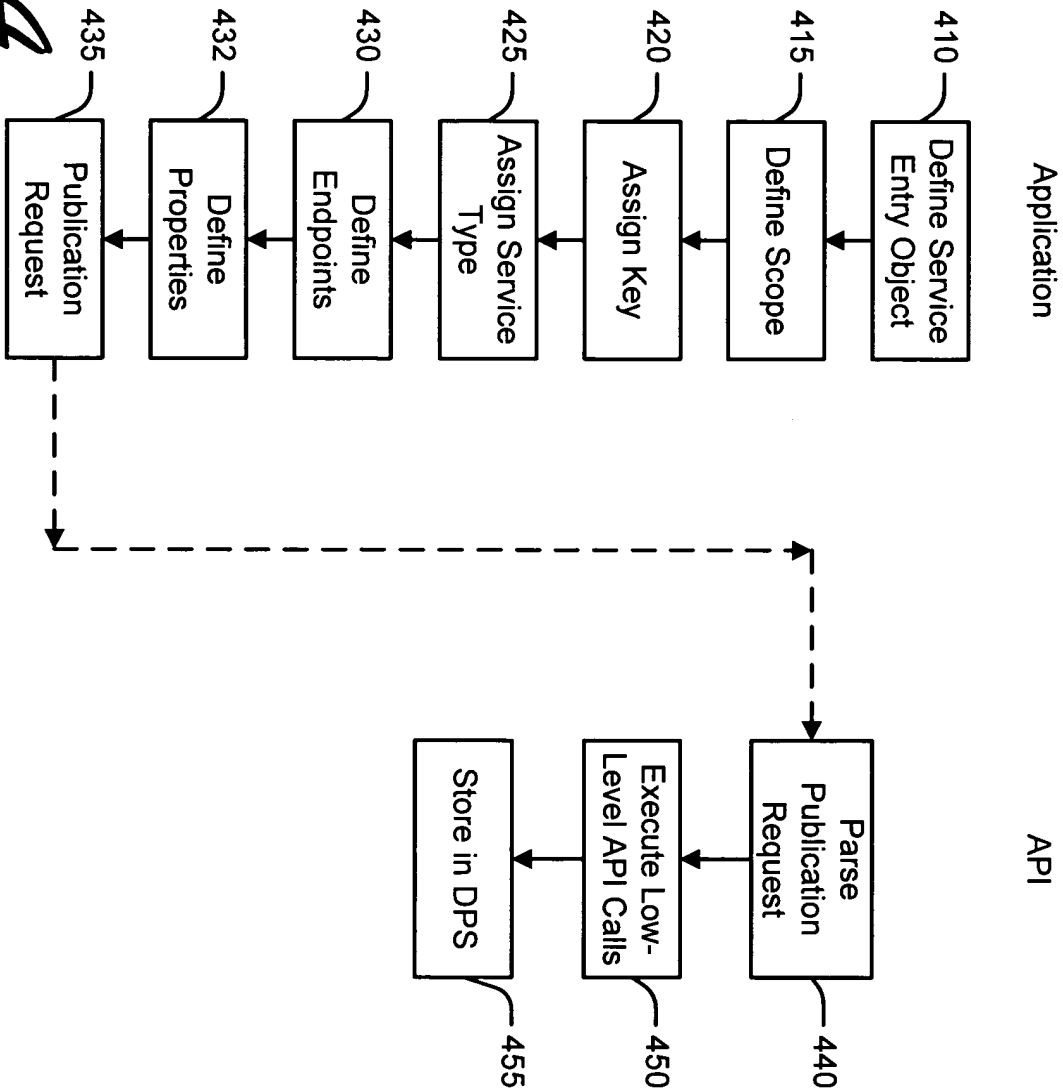 Application
API
410
Define Service
Entry Object
415
Define Scope
420
Assign Key
425
Assign Service
Type
430
Define
Endpoints
432
Define
Properties
435
Publication
Request
Parse
Publication
Request
440
Execute Low-
Level API Calls
450
Store in DPS
455